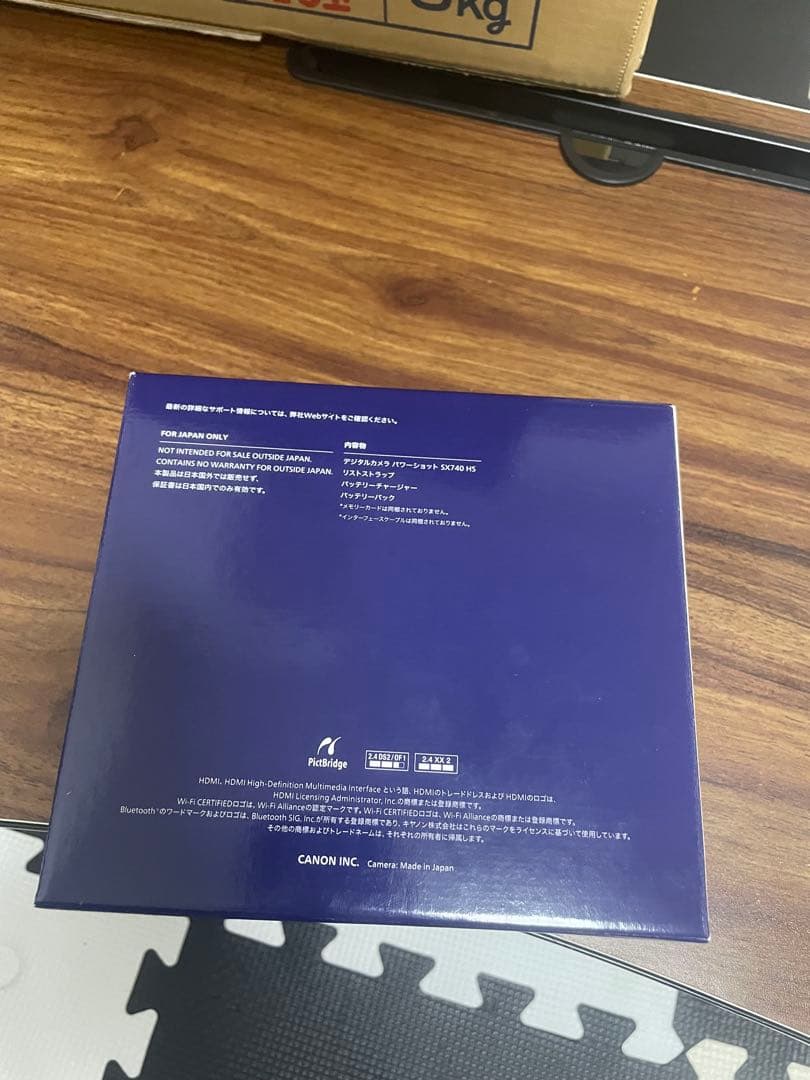 kg
最新の詳細なサポート情報については、弊社Webサイトをご確認ください。
FOR JAPAN ONLY
NOT INTENDED FOR SALE OUTSIDE JAPAN.
CONTAINS NO WARRANTY FOR OUTSIDE JAPAN.
本製品は日本国外では販売せず、
保証書は日本国内でのみ有効です。
内容物
デジタルカメラ パワーショット SX740 HS
リストストラップ
バッテリーチャージャー
バッテリーパック
*メモリーカードは同梱されておりません。
*インターフェースケーブルは同梱されておりません。
PictBridge
2.4 DS2/OF1
2.4 XX 2
HDMI、HDMI High-Definition Multimedia Interface という語、HDMIのトレードドレスおよび HDMIのロゴは、
HDMI Licensing Administrator, Inc.の商標または登録商標です。
Wi-Fi CERTIFIEDロゴは、Wi-Fi Allianceの認定マークです。Wi-Fi CERTIFIEDロゴは、Wi-Fi Allianceの商標または登録商標です。
Bluetooth®のワードマークおよびロゴは、Bluetooth SIG, Inc.が所有する登録商標であり、キヤノン株式会社はこれらのマークをライセンスに基づいて使用しています。
その他の商標およびトレードネームは、それぞれの所有者に帰属します。
CANON INC. Camera: Made in Japan